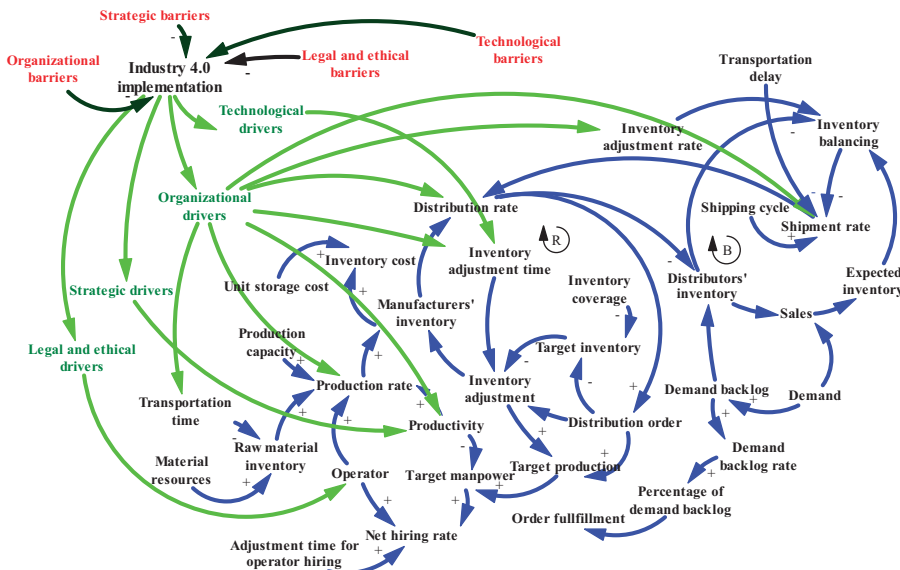 Strategic barriers
Organizational
barriers
Industry 4.0
implementation
Legal and ethical
barriers
Technological
barriers
Transportation
delay
Technological
drivers
Inventory
adjustment rate
Inventory
balancing
Organizational
drivers
Distribution rate
Shipping cycle
Shipment rate
R
B
Inventory cost
Inventory
adjustment time
Unit storage cost
Inventory
coverage
Distributors'
inventory
Expected
inventory
Strategic drivers
Manufacturers'
inventory
Sales
Legal and ethical
drivers
Production
capacity
Target inventory
Production rate
Inventory
adjustment
Demand backlog
Demand
Transportation
time
Productivity
Distribution order
Raw material
inventory
Material
resources
Operator
Target manpower
Target production
Demand
backlog rate
Percentage of
demand backlog
Order fullfillment
Net hiring rate
Adjustment time for
operator hiring